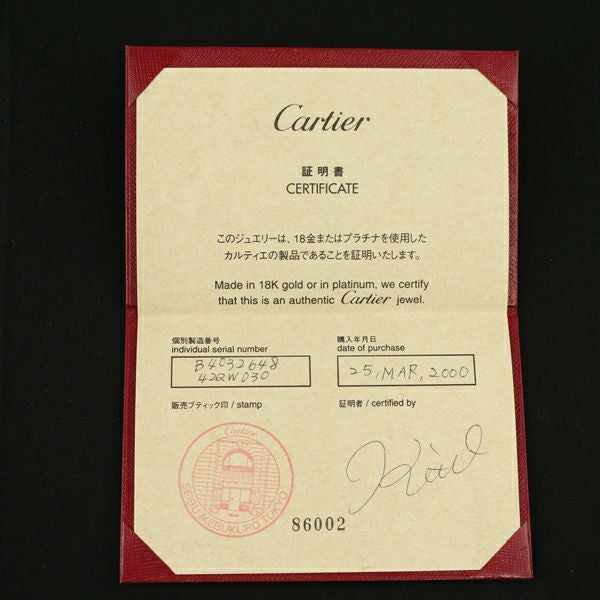 Cartier
証明書
CERTIFICATE
このジュエリーは、18金またはプラチナを使用した
カルティエの製品であることを証明いたします。
Made in 18K gold or in platinum, we certify
that this is an authentic Cartier jewel.
個別製造番号
individual serial number
購入年月日
date of purchase
B4032648
422WD30
25, MAR, 2000
販売ブティック印 / stamp
証明者 / certified by
Cartier
SEIBU IKEBUKURO TOKYO
86002